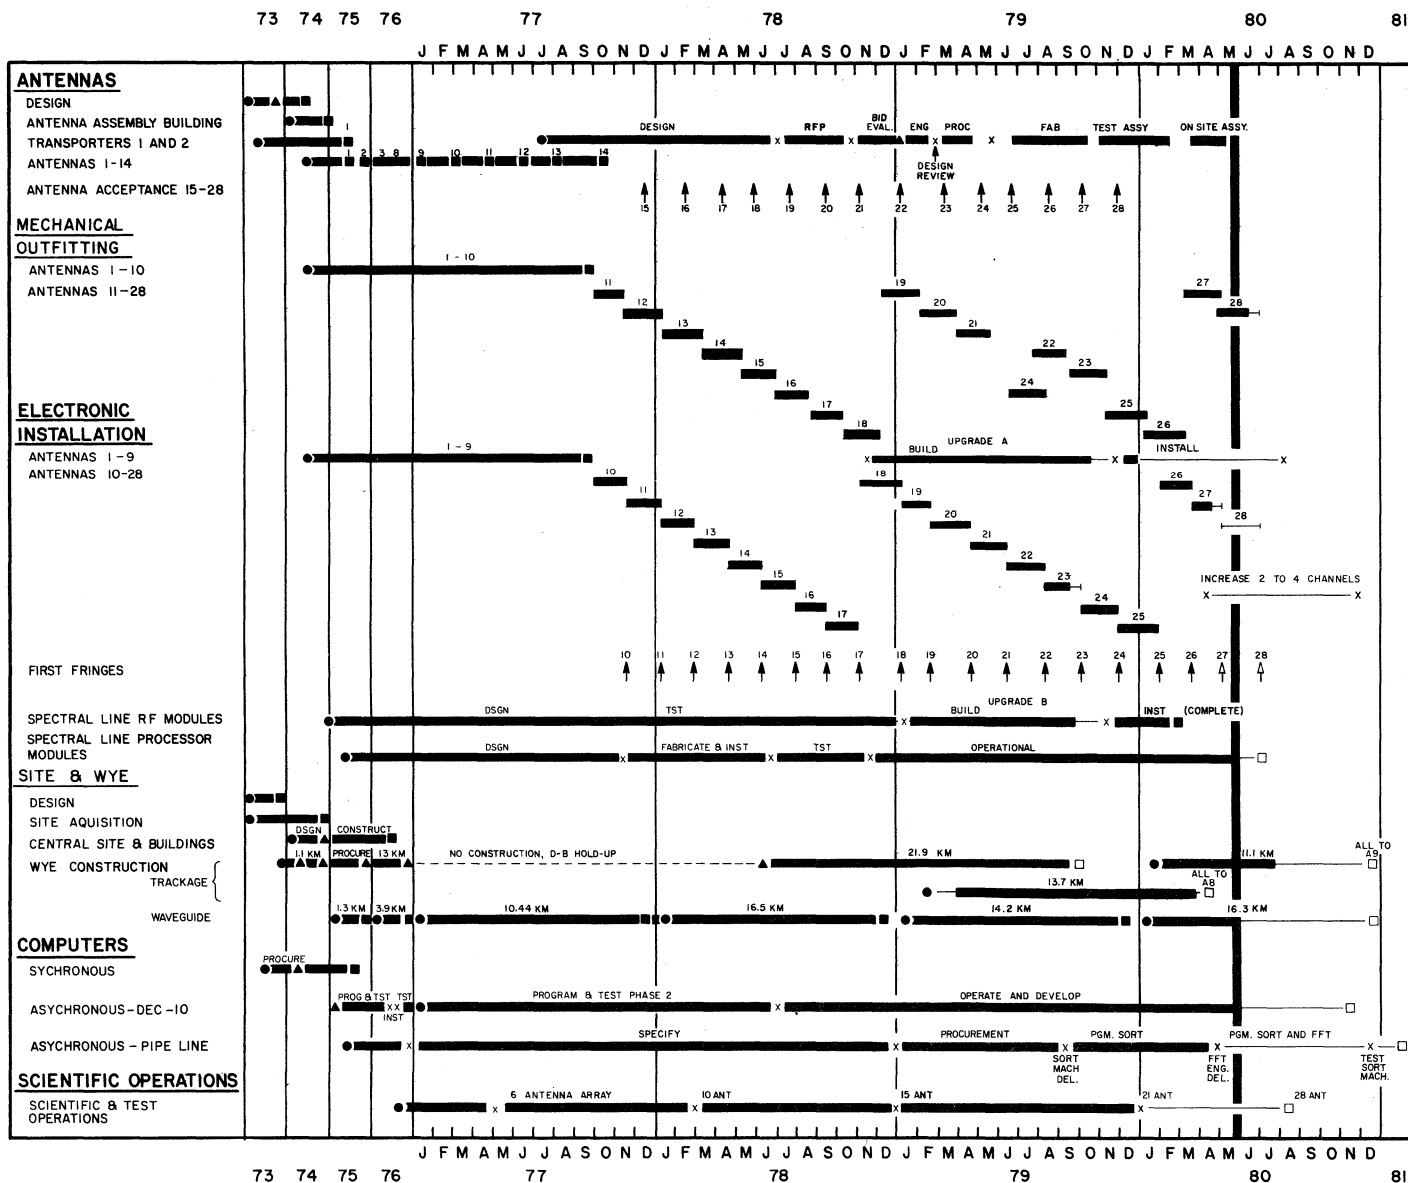 73 74 75 76 77 78 79 80 81
J F M A M J J A S O N D J F M A M J J A S O N D J F M A M J J A S O N D J F M A M J J A S O N D
ANTENNAS
DESIGN
ANTENNA ASSEMBLY BUILDING
1 DESIGN RFP BID EVAL. ENG PROC FAB TEST ASSY ON SITE ASSY.
TRANSPORTERS 1 AND 2
1 2 3 8 9 10 11 12 13 14
ANTENNAS 1-14
X X X X
DESIGN REVIEW
ANTENNA ACCEPTANCE 15-28
15 16 17 18 19 20 21 22 23 24 25 26 27 28
MECHANICAL
OUTFITTING
1 - 10
ANTENNAS 1 - 10
ANTENNAS 11-28
11 12 13 14 15 16 17 18 19 20 21 22 23 24 25 26 27 28
ELECTRONIC
INSTALLATION
1 - 9
UPGRADE A
X BUILD X INSTALL X
ANTENNAS 1 - 9
ANTENNAS 10-28
10 11 12 13 14 15 16 17 18 19 20 21 22 23 24 25 26 27 28
INCREASE 2 TO 4 CHANNELS
X X
FIRST FRINGES
10 11 12 13 14 15 16 17 18 19 20 21 22 23 24 25 26 27 28
UPGRADE B
SPECTRAL LINE RF MODULES
DSGN TST X BUILD X INST (COMPLETE)
SPECTRAL LINE PROCESSOR
MODULES
DSGN X FABRICATE & INST X TST X OPERATIONAL
SITE & WYE
DESIGN
SITE AQUISITION
CENTRAL SITE & BUILDINGS
DSGN CONSTRUCT
WYE CONSTRUCTION
1.1 KM PROCURE 13 KM NO CONSTRUCTION, D-B HOLD-UP 21.9 KM 11.1 KM ALL TO A9
TRACKAGE
13.7 KM ALL TO A8
WAVEGUIDE
1.3 KM 3.9 KM 10.44 KM 16.5 KM 14.2 KM 16.3 KM
COMPUTERS
PROCURE
SYCHRONOUS
ASYCHRONOUS-DEC-10
PROG & TST TST XX INST PROGRAM & TEST PHASE 2 X OPERATE AND DEVELOP
ASYCHRONOUS - PIPE LINE
X SPECIFY X PROCUREMENT X PGM. SORT X PGM. SORT AND FFT X
SORT MACH DEL. FFT ENG. DEL. TEST SORT MACH.
SCIENTIFIC OPERATIONS
SCIENTIFIC & TEST
OPERATIONS
X 6 ANTENNA ARRAY X 10 ANT X 15 ANT X 21 ANT 28 ANT
J F M A M J J A S O N D J F M A M J J A S O N D J F M A M J J A S O N D J F M A M J J A S O N D
73 74 75 76 77 78 79 80 81